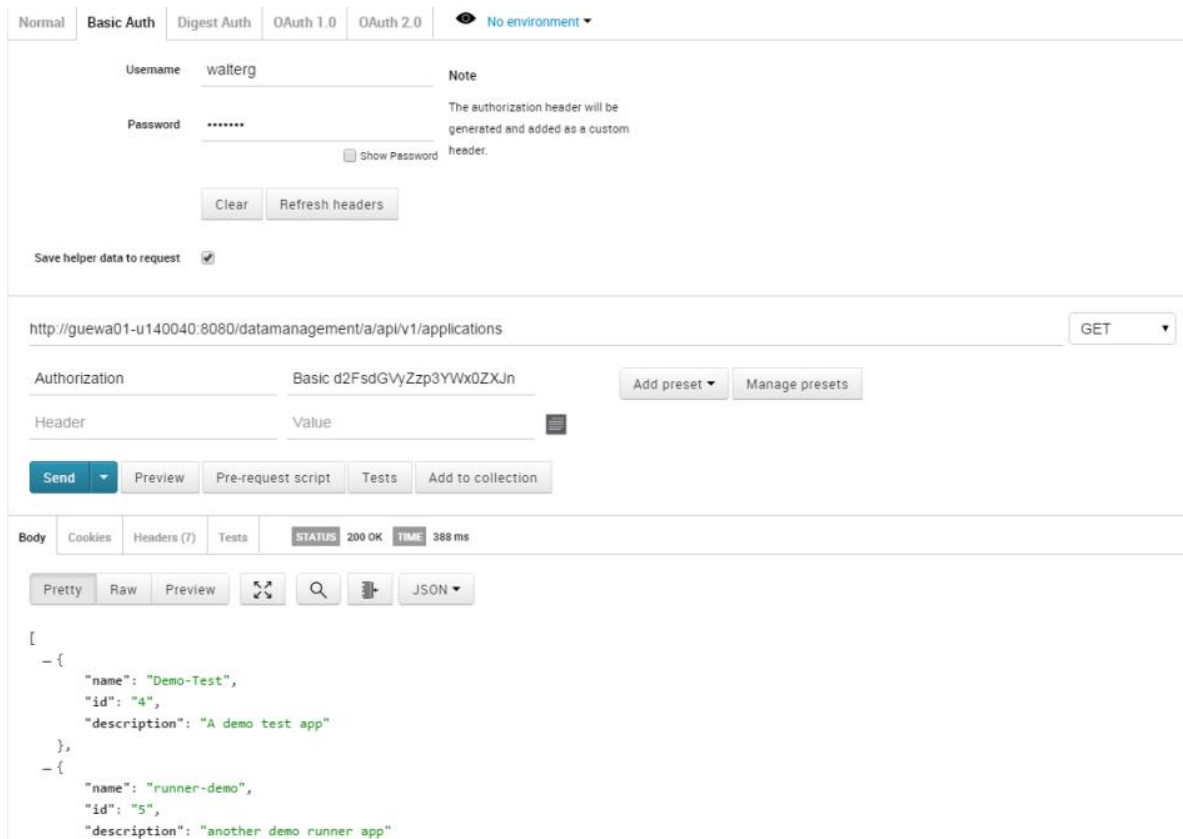 Normal Basic Auth Digest Auth OAuth 1.0 OAuth 2.0 No environment
Username walterg
Note
The authorization header will be
generated and added as a custom
header.
Password •••••••
Show Password
Clear Refresh headers
Save helper data to request
http://guewa01-u140040:8080/datamanagement/a/api/v1/applications GET
Authorization Basic d2FsdGVyZzp3YWx0ZXJn Add preset Manage presets
Header Value
Send Preview Pre-request script Tests Add to collection
Body Cookies Headers (7) Tests STATUS 200 OK TIME 388 ms
Pretty Raw Preview JSON
[
– {
"name": "Demo-Test",
"id": "4",
"description": "A demo test app"
},
– {
"name": "runner-demo",
"id": "5",
"description": "another demo runner app"